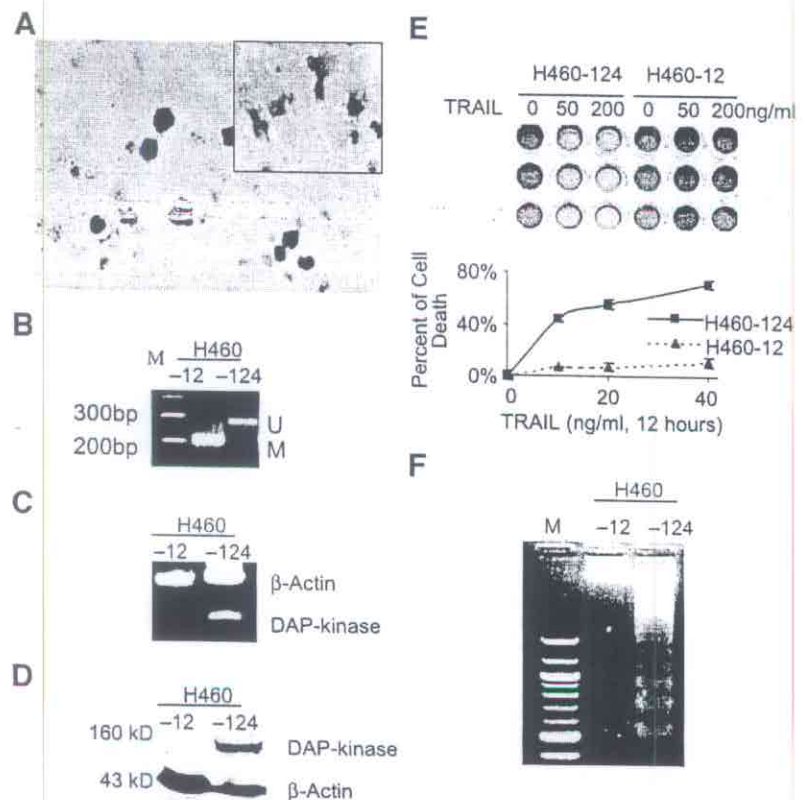 A
B
H460
M
−12 −124
300bp
200bp
U
M
C
H460
−12 −124
β-Actin
DAP-kinase
D
H460
−12 −124
160 kD
DAP-kinase
43 kD
β-Actin
E
H460-124 H460-12
TRAIL 0 50 200 0 50 200ng/ml
Percent of Cell
Death
80%
40%
0%
H460-124
H460-12
0 20 40
TRAIL (ng/ml, 12 hours)
F
H460
M −12 −124